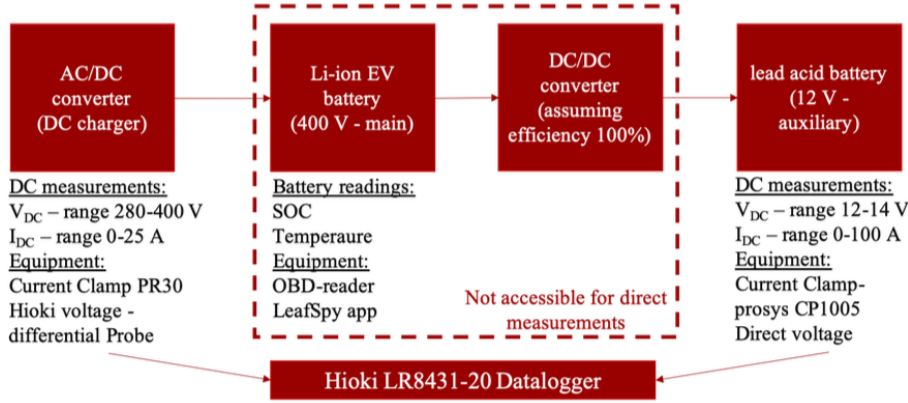 AC/DC
converter
(DC charger)
Li-ion EV
battery
(400 V - main)
DC/DC
converter
(assuming
efficiency 100%)
lead acid battery
(12 V -
auxiliary)
DC measurements:
V_DC – range 280-400 V
I_DC – range 0-25 A
Equipment:
Current Clamp PR30
Hioki voltage -
differential Probe
Battery readings:
SOC
Temperaure
Equipment:
OBD-reader
LeafSpy app
Not accessible for direct
measurements
DC measurements:
V_DC – range 12-14 V
I_DC – range 0-100 A
Equipment:
Current Clamp-
prosys CP1005
Direct voltage
Hioki LR8431-20 Datalogger